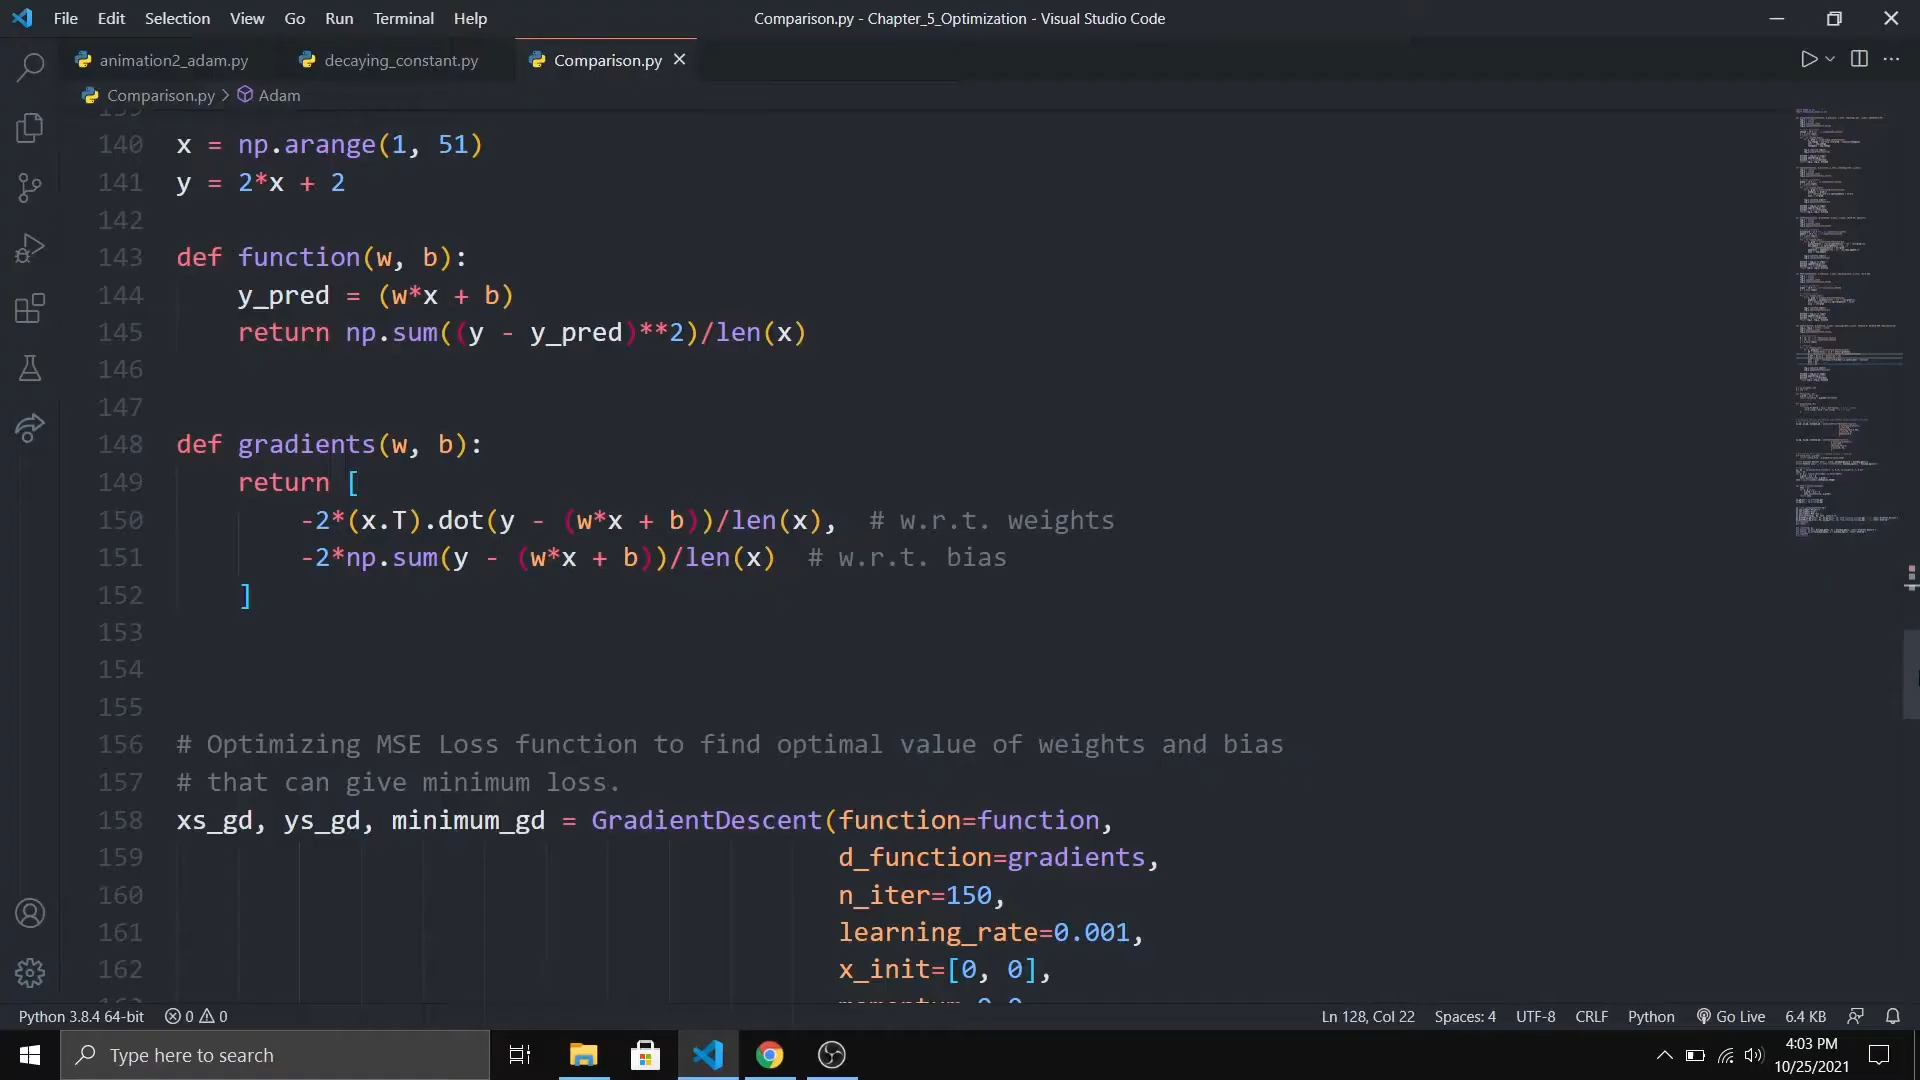 File Edit Selection View Go Run Terminal Help
Comparison.py - Chapter_5_Optimization - Visual Studio Code
animation2_adam.py decaying_constant.py Comparison.py
Comparison.py > Adam
140 x = np.arange(1, 51)
141 y = 2*x + 2
142
143 def function(w, b):
144     y_pred = (w*x + b)
145     return np.sum((y - y_pred)**2)/len(x)
146
147
148 def gradients(w, b):
149     return [
150         -2*(x.T).dot(y - (w*x + b))/len(x),  # w.r.t. weights
151         -2*np.sum(y - (w*x + b))/len(x)  # w.r.t. bias
152     ]
153
154
155
156 # Optimizing MSE Loss function to find optimal value of weights and bias
157 # that can give minimum loss.
158 xs_gd, ys_gd, minimum_gd = GradientDescent(function=function,
159                                            d_function=gradients,
160                                            n_iter=150,
161                                            learning_rate=0.001,
162                                            x_init=[0, 0],
Python 3.8.4 64-bit 0 0 Ln 128, Col 22 Spaces: 4 UTF-8 CRLF Python Go Live 6.4 KB
Type here to search
4:03 PM
10/25/2021